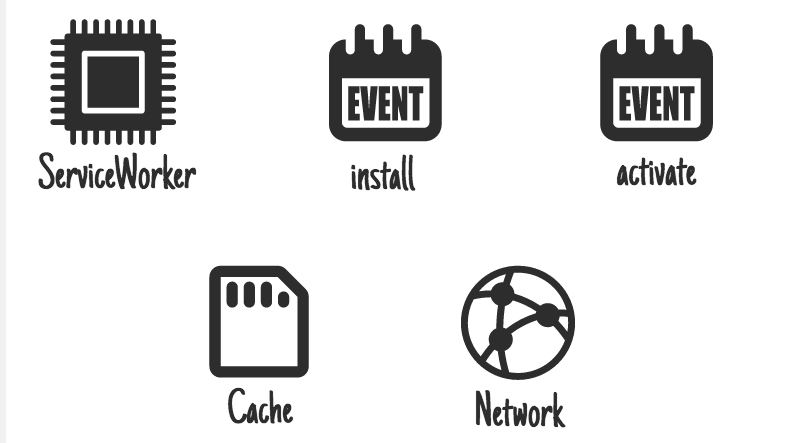 EVENT
EVENT
ServiceWorker
install
activate
Cache
Network